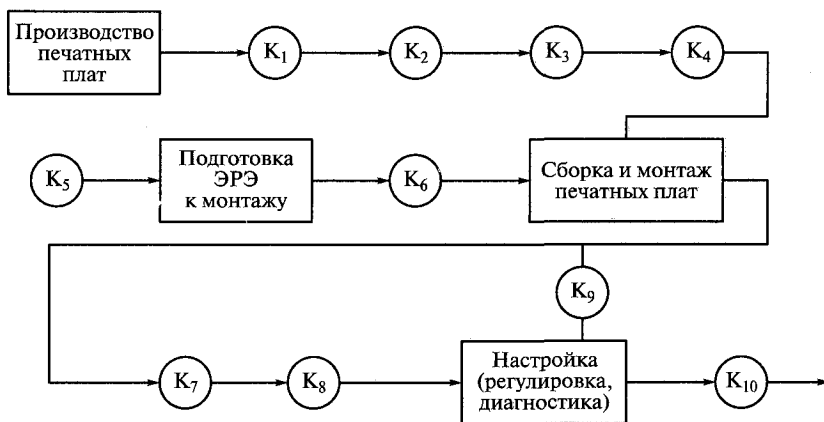 Производство
печатных
плат
K₁
K₂
K₃
K₄
K₅
Подготовка
ЭРЭ
к монтажу
K₆
Сборка и монтаж
печатных плат
K₉
K₇
K₈
Настройка
(регулировка,
диагностика)
K₁₀